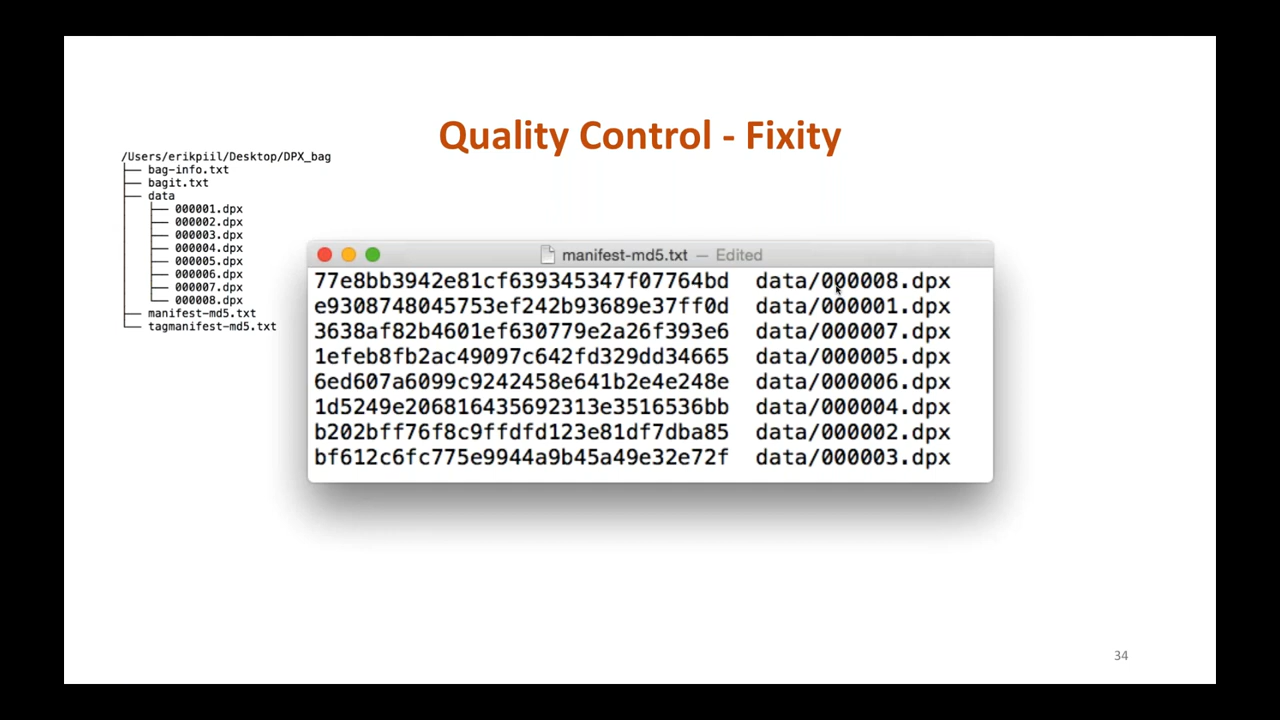 Quality Control - Fixity
/Users/erikpiil/Desktop/DPX_bag
bag-info.txt
bagit.txt
data
000001.dpx
000002.dpx
000003.dpx
000004.dpx
000005.dpx
000006.dpx
000007.dpx
000008.dpx
manifest-md5.txt
tagmanifest-md5.txt
manifest-md5.txt — Edited
77e8bb3942e81cf639345347f07764bd data/000008.dpx
e9308748045753ef242b93689e37ff0d data/000001.dpx
3638af82b4601ef630779e2a26f393e6 data/000007.dpx
1efeb8fb2ac49097c642fd329dd34665 data/000005.dpx
6ed607a6099c9242458e641b2e4e248e data/000006.dpx
1d5249e206816435692313e3516536bb data/000004.dpx
b202bff76f8c9ffdfd123e81df7dba85 data/000002.dpx
bf612c6fc775e9944a9b45a49e32e72f data/000003.dpx
34